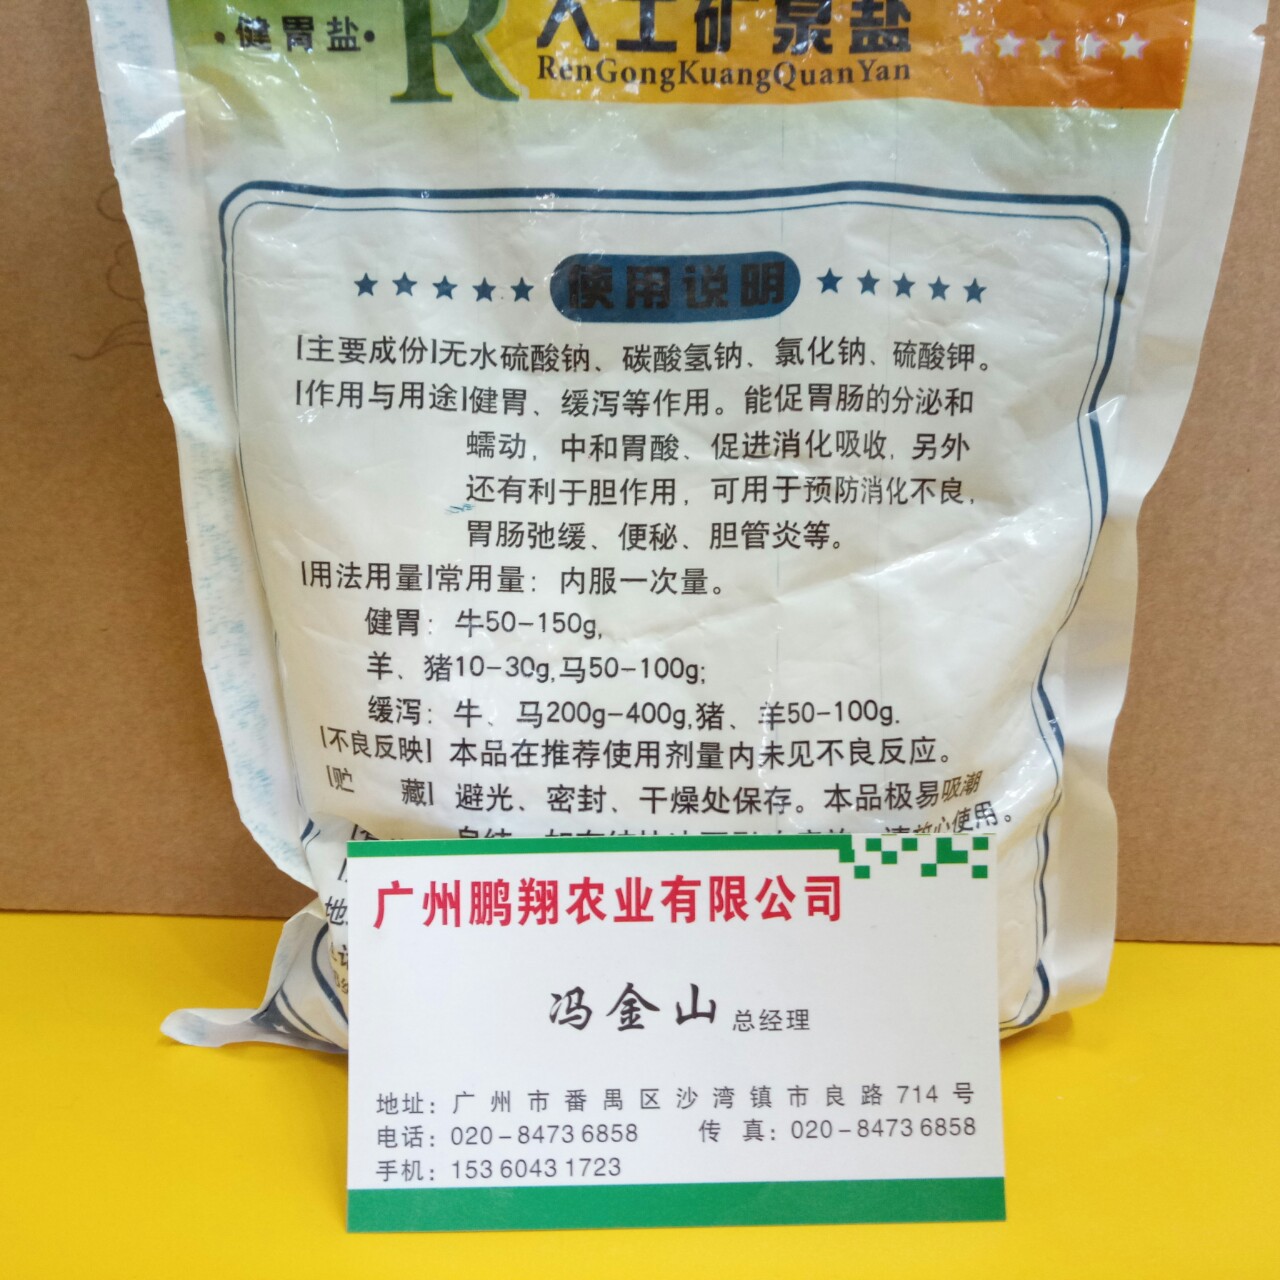 ·健胃盐·
R
人工矿泉盐
RenGongKuangQuanYan
使用说明
|主要成份|无水硫酸钠、碳酸氢钠、氯化钠、硫酸钾。
|作用与用途|健胃、缓泻等作用。能促胃肠的分泌和
蠕动，中和胃酸、促进消化吸收，另外
还有利于胆作用，可用于预防消化不良，
胃肠弛缓、便秘、胆管炎等。
|用法用量|常用量：内服一次量。
健胃：牛50-150g,
羊、猪10-30g,马50-100g;
缓泻：牛、马200g-400g,猪、羊50-100g.
|不良反映|本品在推荐使用剂量内未见不良反应。
|贮 藏|避光、密封、干燥处保存。本品极易吸潮
使用。
地
广州鹏翔农业有限公司
冯金山 总经理
地址：广州市番禺区沙湾镇市良路714号
电话：020-84736858 传真：020-84736858
手机：15360431723